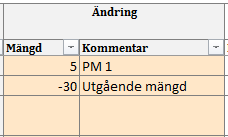 Ändring
Mängd Kommentar
5 PM 1
-30 Utgående mängd